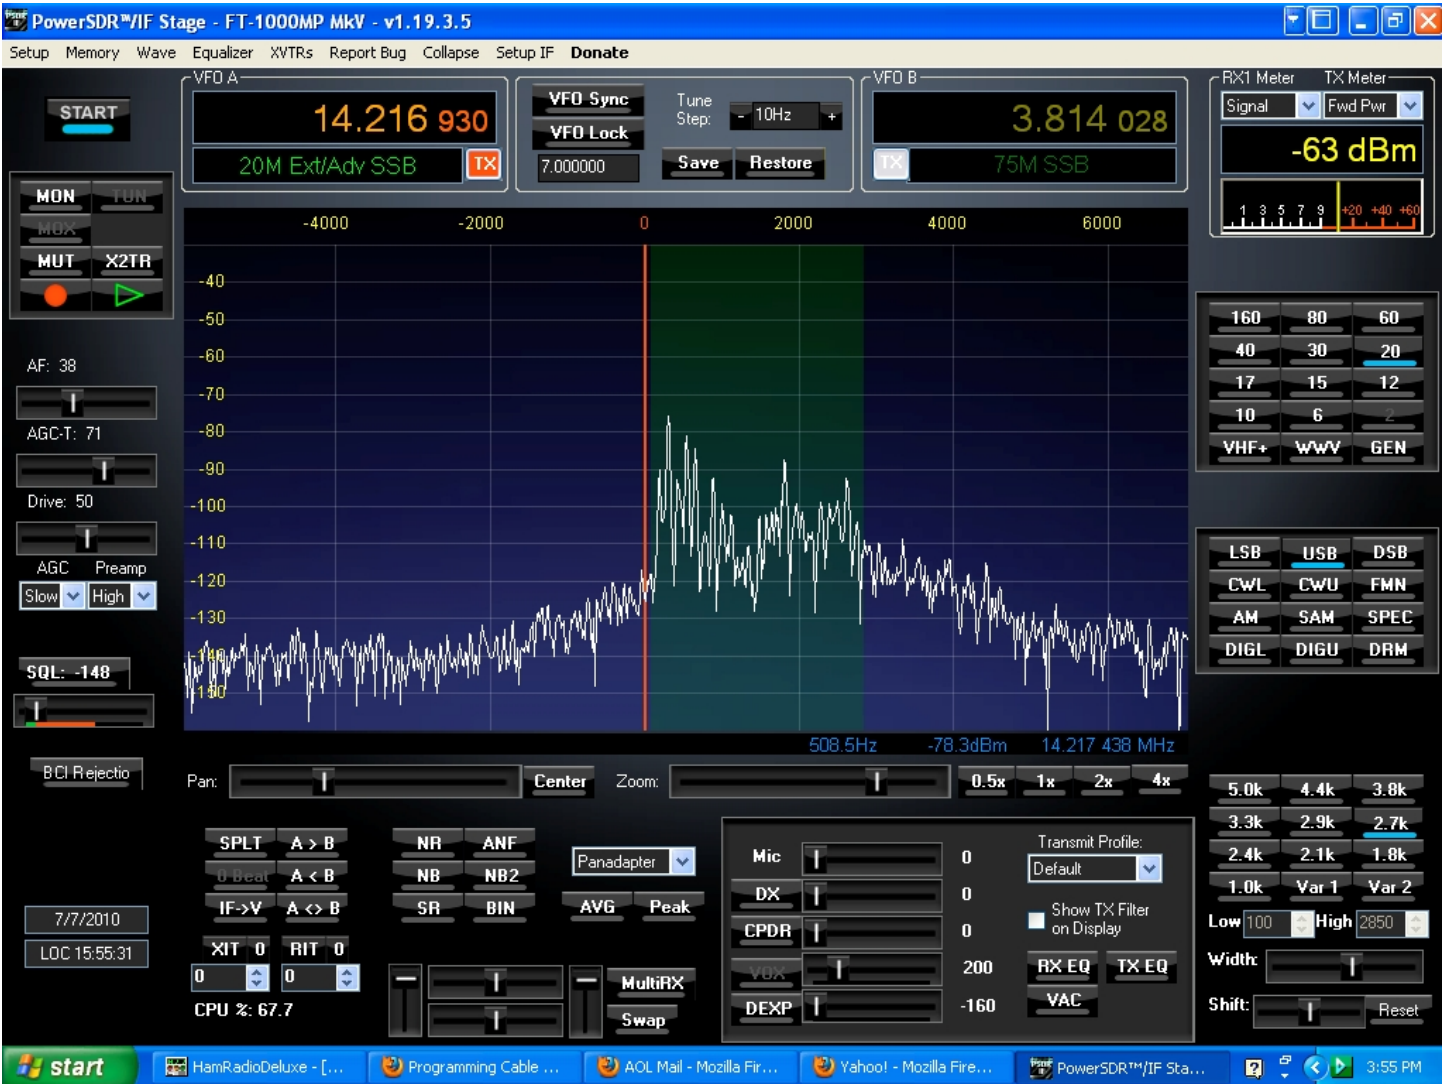 PowerSDR™/IF Stage - FT-1000MP MkV - v1.19.3.5
Setup Memory Wave Equalizer XVTRs Report Bug Collapse Setup IF Donate
START
VFO A
14.216 930
20M Ext/Adv SSB TX
VFO Sync
VFO Lock
7.000000
Tune Step: - 10Hz +
Save Restore
VFO B
3.814 028
TX 75M SSB
RX1 Meter TX Meter
Signal Fwd Pwr
-63 dBm
1 3 5 7 9 +20 +40 +60
MON TUN
MOX
MUT X2TR
AF: 38
AGC-T: 71
Drive: 50
AGC Preamp
Slow High
SQL: -148
BCI Rejectio
7/7/2010
LOC 15:55:31
-4000 -2000 0 2000 4000 6000
-40
-50
-60
-70
-80
-90
-100
-110
-120
-130
-140
-150
508.5Hz -78.3dBm 14.217 438 MHz
Pan: Center Zoom: 0.5x 1x 2x 4x
160 80 60
40 30 20
17 15 12
10 6 2
VHF+ WWV GEN
LSB USB DSB
CWL CWU FMN
AM SAM SPEC
DIGL DIGU DRM
5.0k 4.4k 3.8k
3.3k 2.9k 2.7k
2.4k 2.1k 1.8k
1.0k Var 1 Var 2
Low 100 High 2850
Width:
Shift: Reset
SPLT A > B
0 Beat A < B
IF->V A <> B
XIT 0 RIT 0
0 0
CPU %: 67.7
NR ANF
NB NB2
SR BIN
Panadapter
AVG Peak
MultiRX
Swap
Mic 0
DX 0
CPDR 0
VOX 200
DEXP -160
Transmit Profile:
Default
Show TX Filter
on Display
RX EQ TX EQ
VAC
start HamRadioDeluxe - [... Programming Cable ... AOL Mail - Mozilla Fir... Yahoo! - Mozilla Fire... PowerSDR™/IF Sta... 3:55 PM